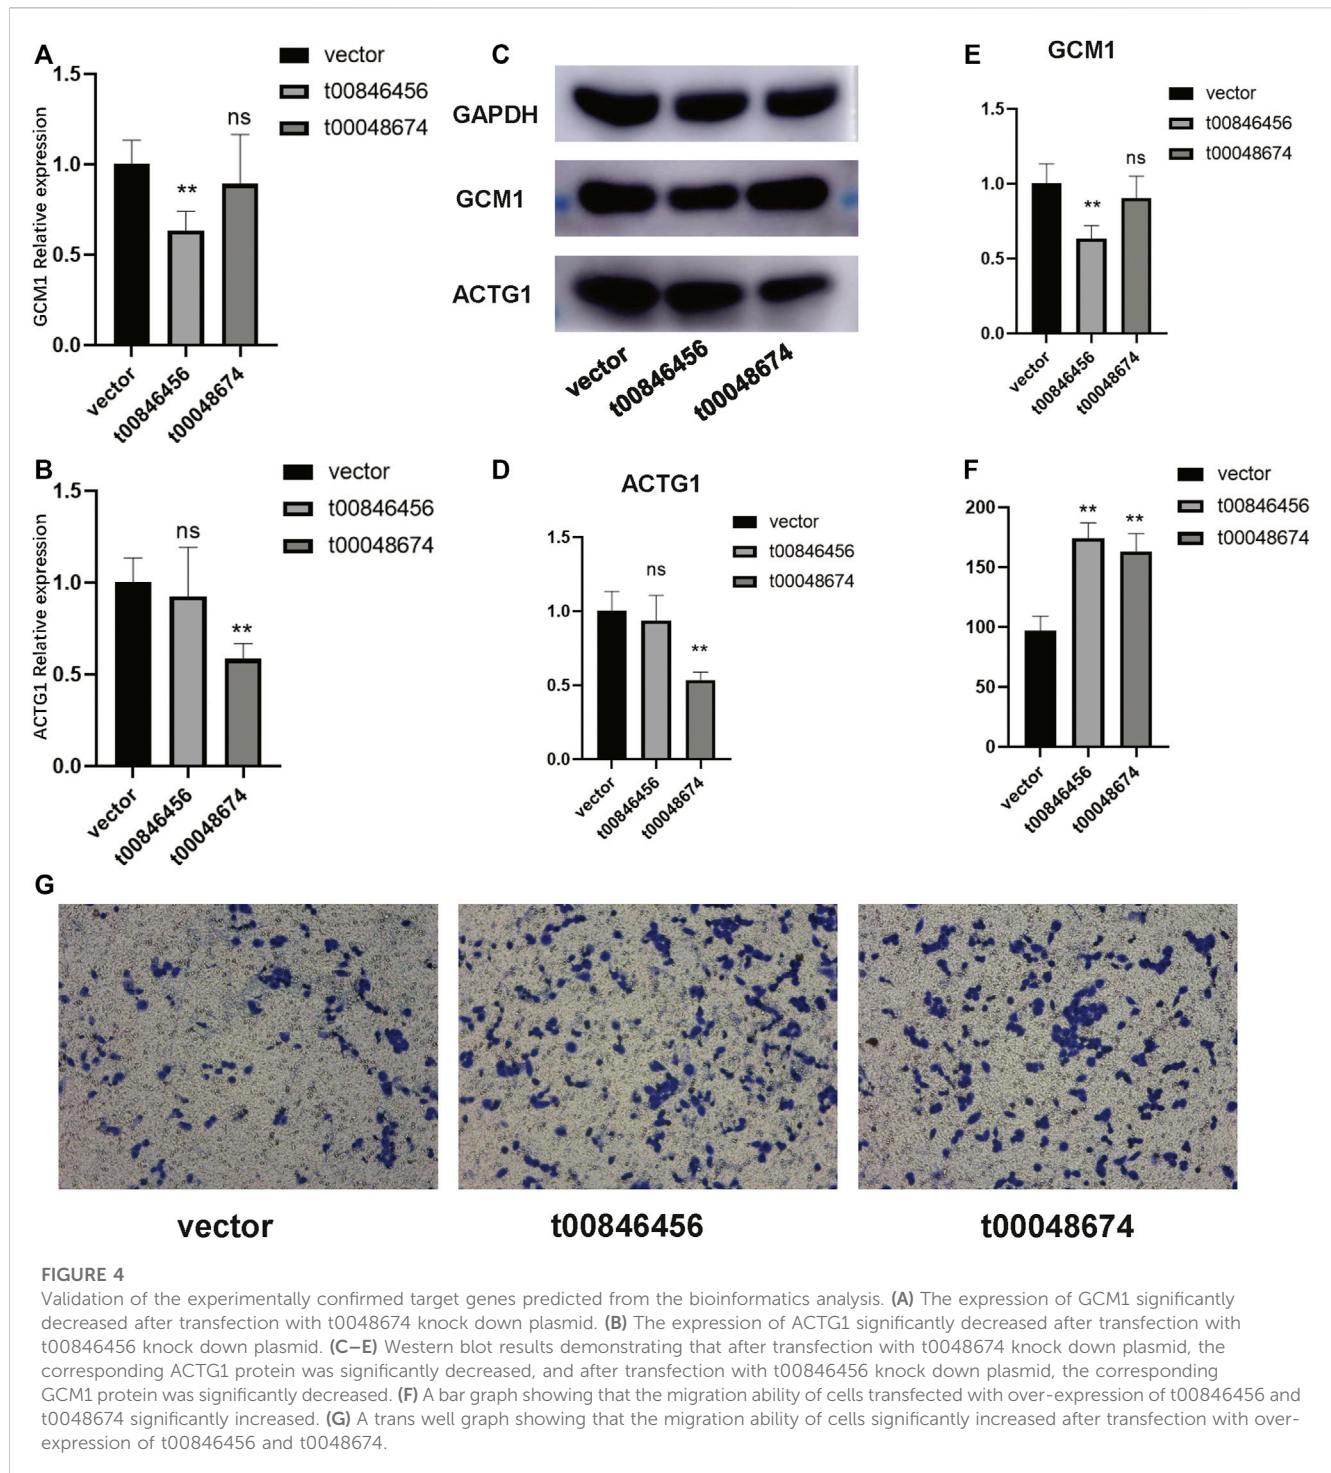 A
vector
t00846456
t00048674
GCM1 Relative expression
1.5
1.0
0.5
0.0
**
ns
vector
t00846456
t00048674
C
GAPDH
GCM1
ACTG1
vector
t00846456
t00048674
E
GCM1
vector
t00846456
t00048674
1.5
1.0
0.5
0.0
**
ns
vector
t00846456
t00048674
B
vector
t00846456
t00048674
ACTG1 Relative expression
1.5
1.0
0.5
0.0
ns
**
vector
t00846456
t00048674
D
ACTG1
vector
t00846456
t00048674
1.5
1.0
0.5
0.0
ns
**
vector
t00846456
t00048674
F
vector
t00846456
t00048674
200
150
100
50
0
**
**
vector
t00846456
t00048674
G
vector
t00846456
t00048674
FIGURE 4
Validation of the experimentally confirmed target genes predicted from the bioinformatics analysis. (A) The expression of GCM1 significantly
decreased after transfection with t0048674 knock down plasmid. (B) The expression of ACTG1 significantly decreased after transfection with
t00846456 knock down plasmid. (C–E) Western blot results demonstrating that after transfection with t0048674 knock down plasmid, the
corresponding ACTG1 protein was significantly decreased, and after transfection with t00846456 knock down plasmid, the corresponding
GCM1 protein was significantly decreased. (F) A bar graph showing that the migration ability of cells transfected with over-expression of t00846456 and
t0048674 significantly increased. (G) A trans well graph showing that the migration ability of cells significantly increased after transfection with over-
expression of t00846456 and t0048674.